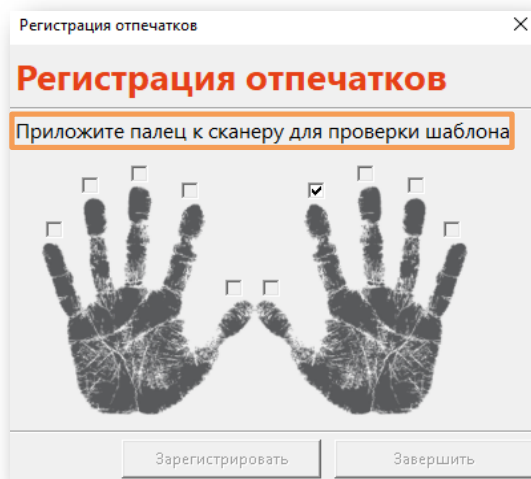 Регистрация отпечатков
Регистрация отпечатков
Приложите палец к сканеру для проверки шаблона
Зарегистрировать
Завершить